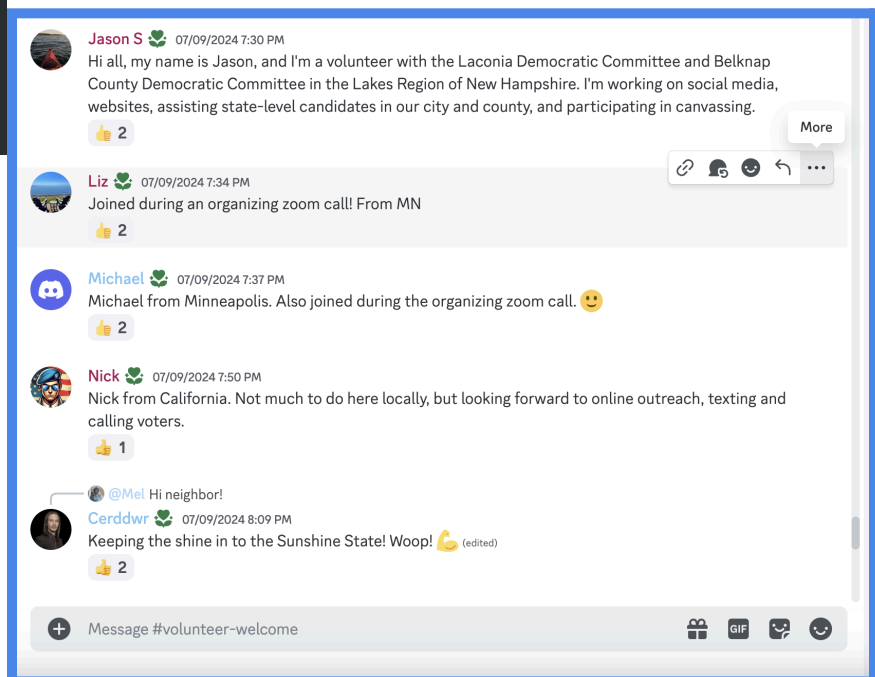 Jason S 07/09/2024 7:30 PM
Hi all, my name is Jason, and I'm a volunteer with the Laconia Democratic Committee and Belknap
County Democratic Committee in the Lakes Region of New Hampshire. I'm working on social media,
websites, assisting state-level candidates in our city and county, and participating in canvassing.
👍 2
More
Liz 07/09/2024 7:34 PM
Joined during an organizing zoom call! From MN
👍 2
Michael 07/09/2024 7:37 PM
Michael from Minneapolis. Also joined during the organizing zoom call. 🙂
👍 2
Nick 07/09/2024 7:50 PM
Nick from California. Not much to do here locally, but looking forward to online outreach, texting and
calling voters.
👍 1
@Mel Hi neighbor!
Cerddwr 07/09/2024 8:09 PM
Keeping the shine in to the Sunshine State! Woop! 💪 (edited)
👍 2
Message #volunteer-welcome
GIF